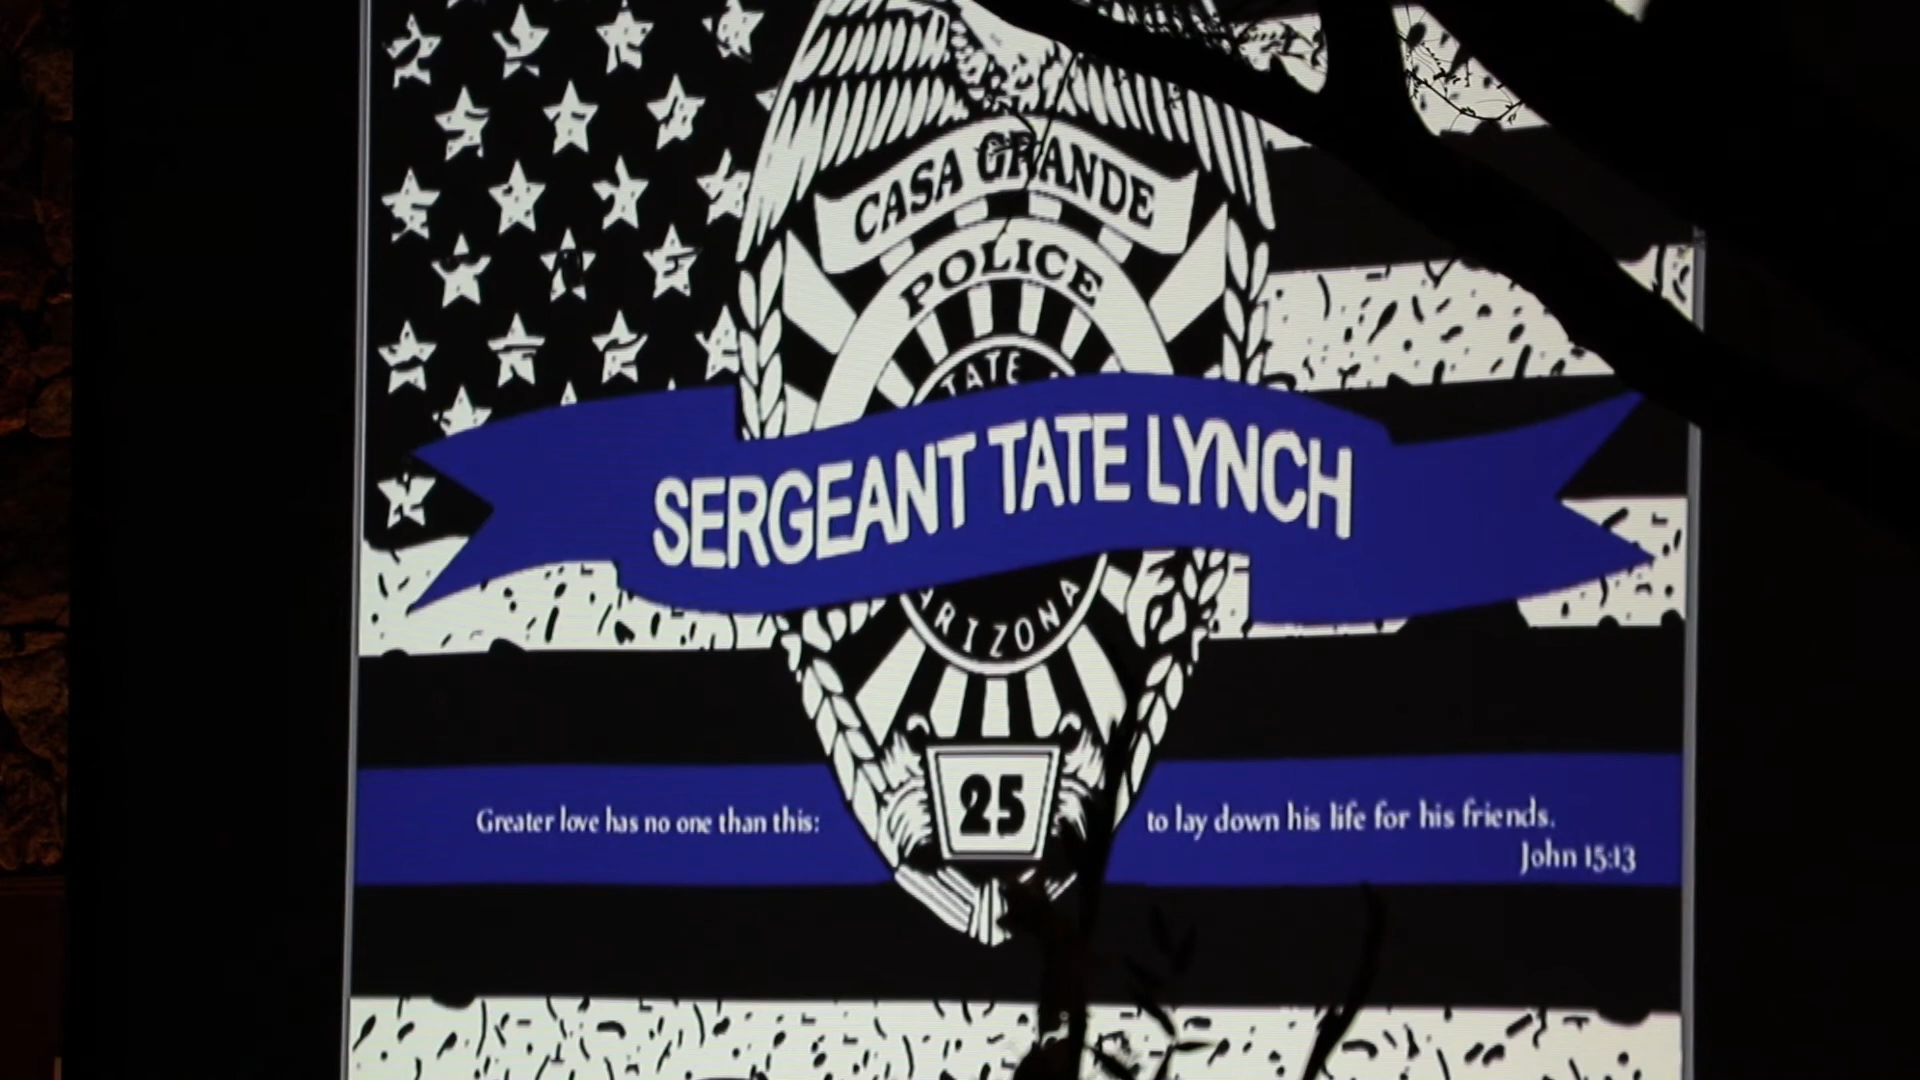 CASA GRANDE
POLICE
TATE
SERGEANT TATE LYNCH
ARIZONA
25
Greater love has no one than this:
to lay down his life for his friends.
John 15:13